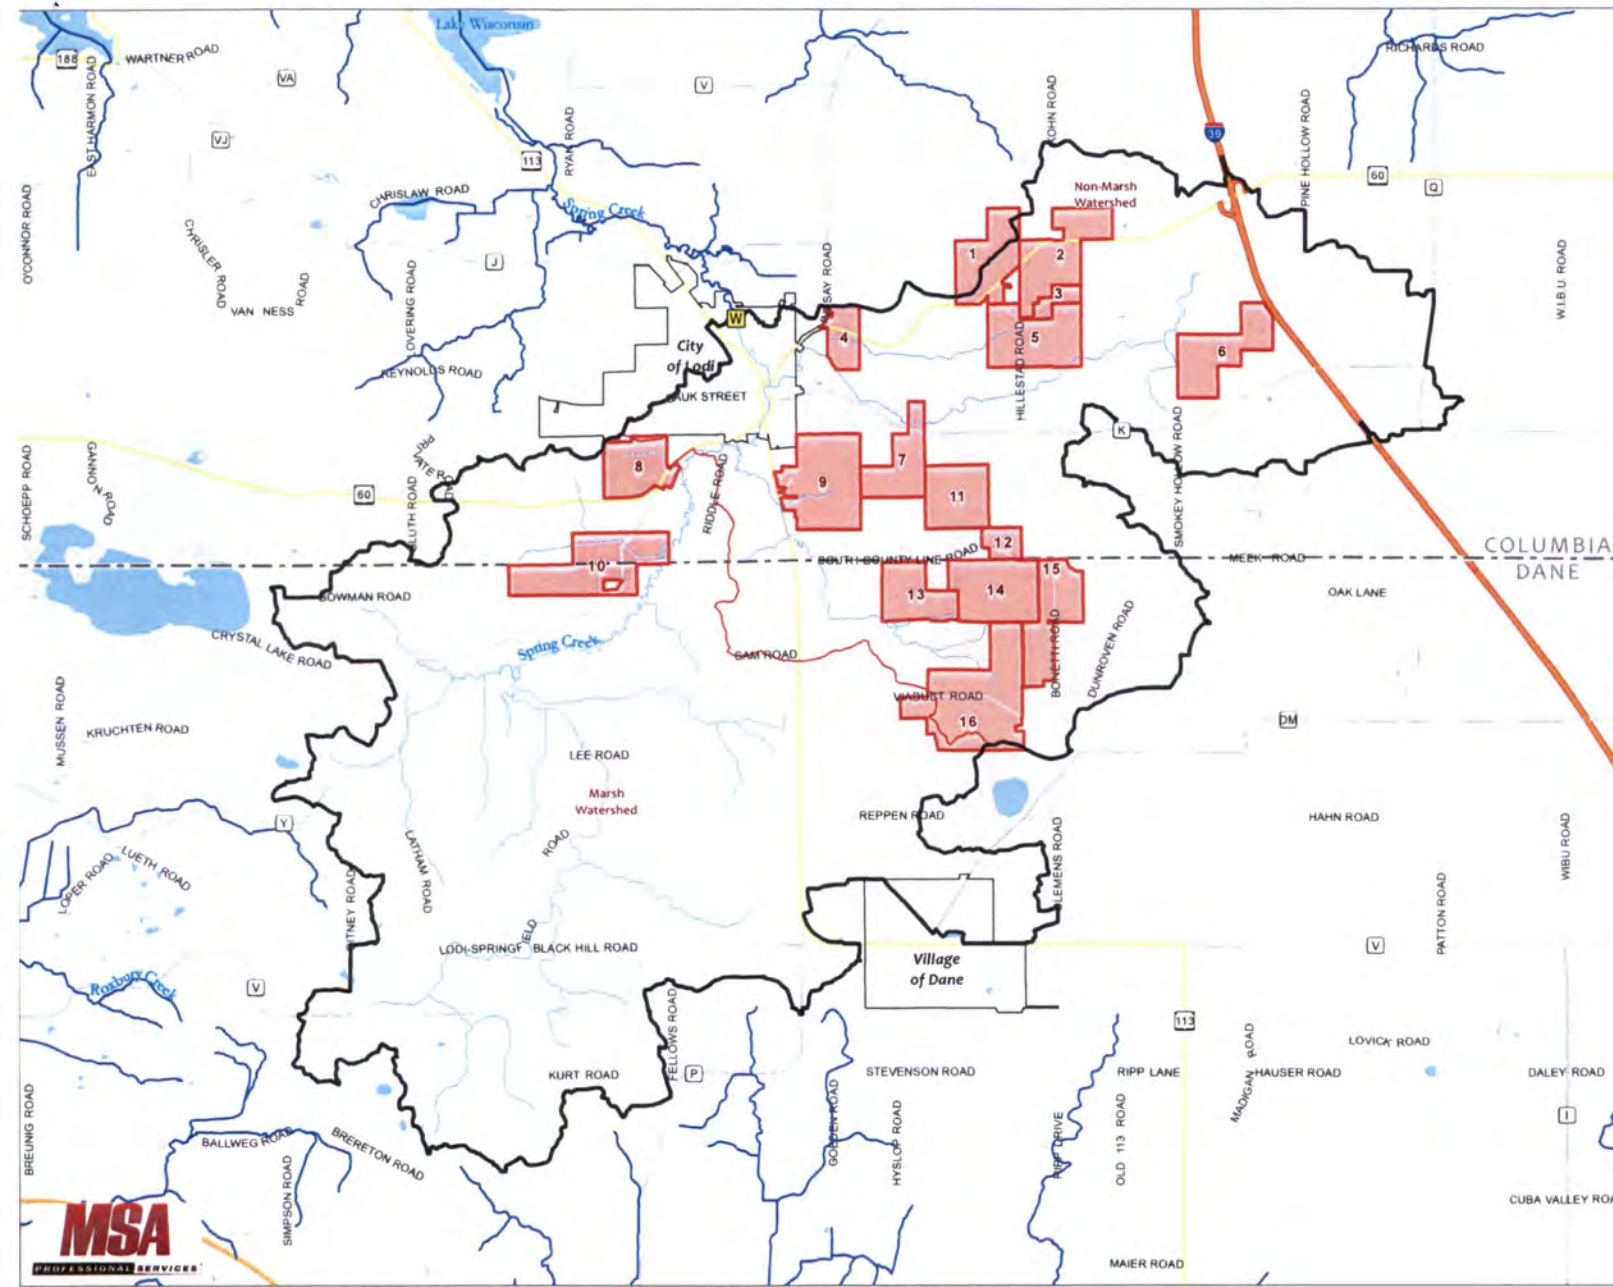 Lake Wisconsin
188
WARTNER ROAD
VA
V
RICHARDS ROAD
EAST HARMON ROAD
VJ
113
RYAN ROAD
KOHN ROAD
39
PINE HOLLOW ROAD
60
Q
O'CONNOR ROAD
CHRISLAW ROAD
Spring Creek
Non-Marsh
Watershed
CHRISLER ROAD
J
VAN NESS ROAD
OVERING ROAD
1
2
3
4
5
6
W.I.B.U. ROAD
W
City
of Lodi
HILLESTAD ROAD
REYNOLDS ROAD
SAUK STREET
K
SCHOEPP ROAD
GANNON ROAD
PRIVATE ROAD
60
LUTH ROAD
8
RIDDLE ROAD
9
7
11
SMOKEY HOLLOW ROAD
12
SOUTH COUNTY LINE ROAD
MEEK ROAD
COLUMBIA
DANE
10
BOWMAN ROAD
13
14
15
OAK LANE
CRYSTAL LAKE ROAD
Spring Creek
SAM ROAD
BONETTI ROAD
DUNROVEN ROAD
VIADUCT ROAD
16
DM
MUSSEN ROAD
KRUCHTEN ROAD
LEE ROAD
Marsh
Watershed
ROAD
REPPEN ROAD
HAHN ROAD
Y
LUETH ROAD
LOPER ROAD
LATHAM ROAD
CLEMENS ROAD
WIBU ROAD
PATTON ROAD
LODI-SPRINGFIELD
BLACK HILL ROAD
Village
of Dane
V
Roxbury Creek
V
FELLOWS ROAD
113
LOVICK ROAD
KURT ROAD
P
STEVENSON ROAD
RIPP LANE
MADIGAN ROAD
HAUSER ROAD
DALEY ROAD
I
BREUNIG ROAD
BALLWEG ROAD
BRERETON ROAD
GOLDEN ROAD
HYSLOP ROAD
RIPP DRIVE
OLD 113 ROAD
SIMPSON ROAD
CUBA VALLEY ROA
MAIER ROAD
MSA
PROFESSIONAL SERVICES